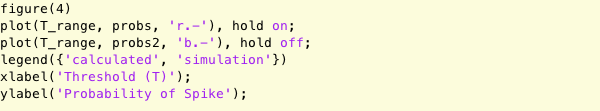 figure(4)
plot(T_range, probs, 'r.-'), hold on;
plot(T_range, probs2, 'b.-'), hold off;
legend({'calculated', 'simulation'})
xlabel('Threshold (T)');
ylabel('Probability of Spike');